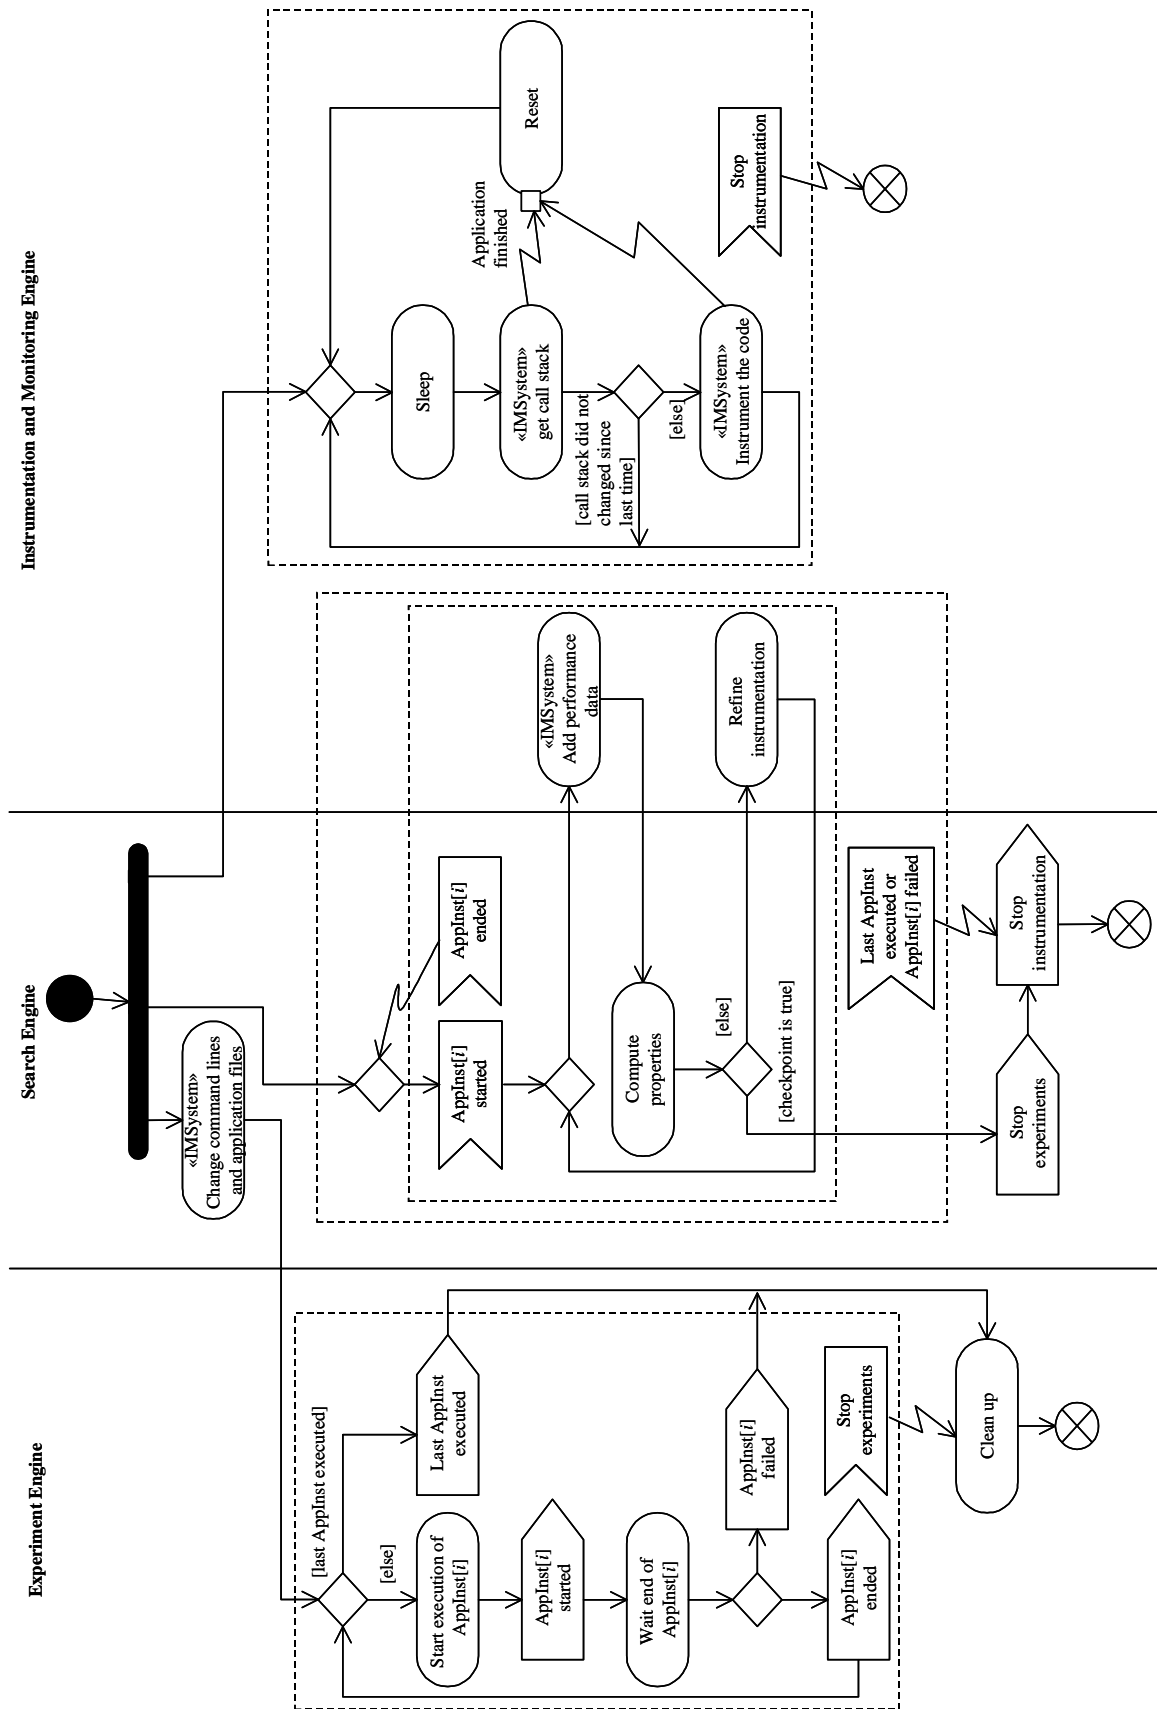 Experiment Engine
[last AppInst executed]
[else]
Start execution of
AppInst[i]
Last AppInst
executed
AppInst[i]
started
Wait end of
AppInst[i]
AppInst[i]
failed
AppInst[i]
ended
Stop
experiments
Clean up
Search Engine
«IMSystem»
Change command lines
and application files
AppInst[i]
started
AppInst[i]
ended
Compute
properties
[else]
[checkpoint is true]
Last AppInst
executed or
AppInst[i] failed
Stop
experiments
Stop
instrumentation
Instrumentation and Monitoring Engine
«IMSystem»
Add performance
data
Refine
instrumentation
Sleep
«IMSystem»
get call stack
Application
finished
Reset
[call stack did not
changed since
last time]
[else]
«IMSystem»
Instrument the code
Stop
instrumentation